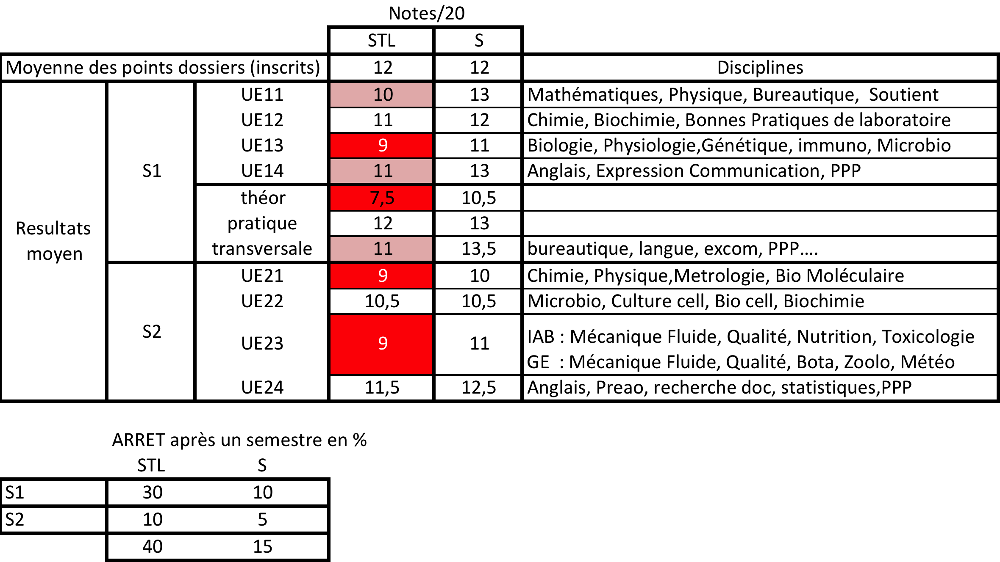 Notes/20
STL S
Moyenne des points dossiers (inscrits) 12 12 Disciplines
UE11 10 13 Mathématiques, Physique, Bureautique, Soutient
UE12 11 12 Chimie, Biochimie, Bonnes Pratiques de laboratoire
UE13 9 11 Biologie, Physiologie,Génétique, immuno, Microbio
S1 UE14 11 13 Anglais, Expression Communication, PPP
théor 7,5 10,5
pratique 12 13
Resultats
moyen
transversale 11 13,5 bureautique, langue, excom, PPP....
UE21 9 10 Chimie, Physique,Metrologie, Bio Moléculaire
UE22 10,5 10,5 Microbio, Culture cell, Bio cell, Biochimie
S2
UE23 9 11 IAB : Mécanique Fluide, Qualité, Nutrition, Toxicologie
GE : Mécanique Fluide, Qualité, Bota, Zoolo, Météo
UE24 11,5 12,5 Anglais, Preao, recherche doc, statistiques,PPP
ARRET après un semestre en %
STL S
S1 30 10
S2 10 5
40 15